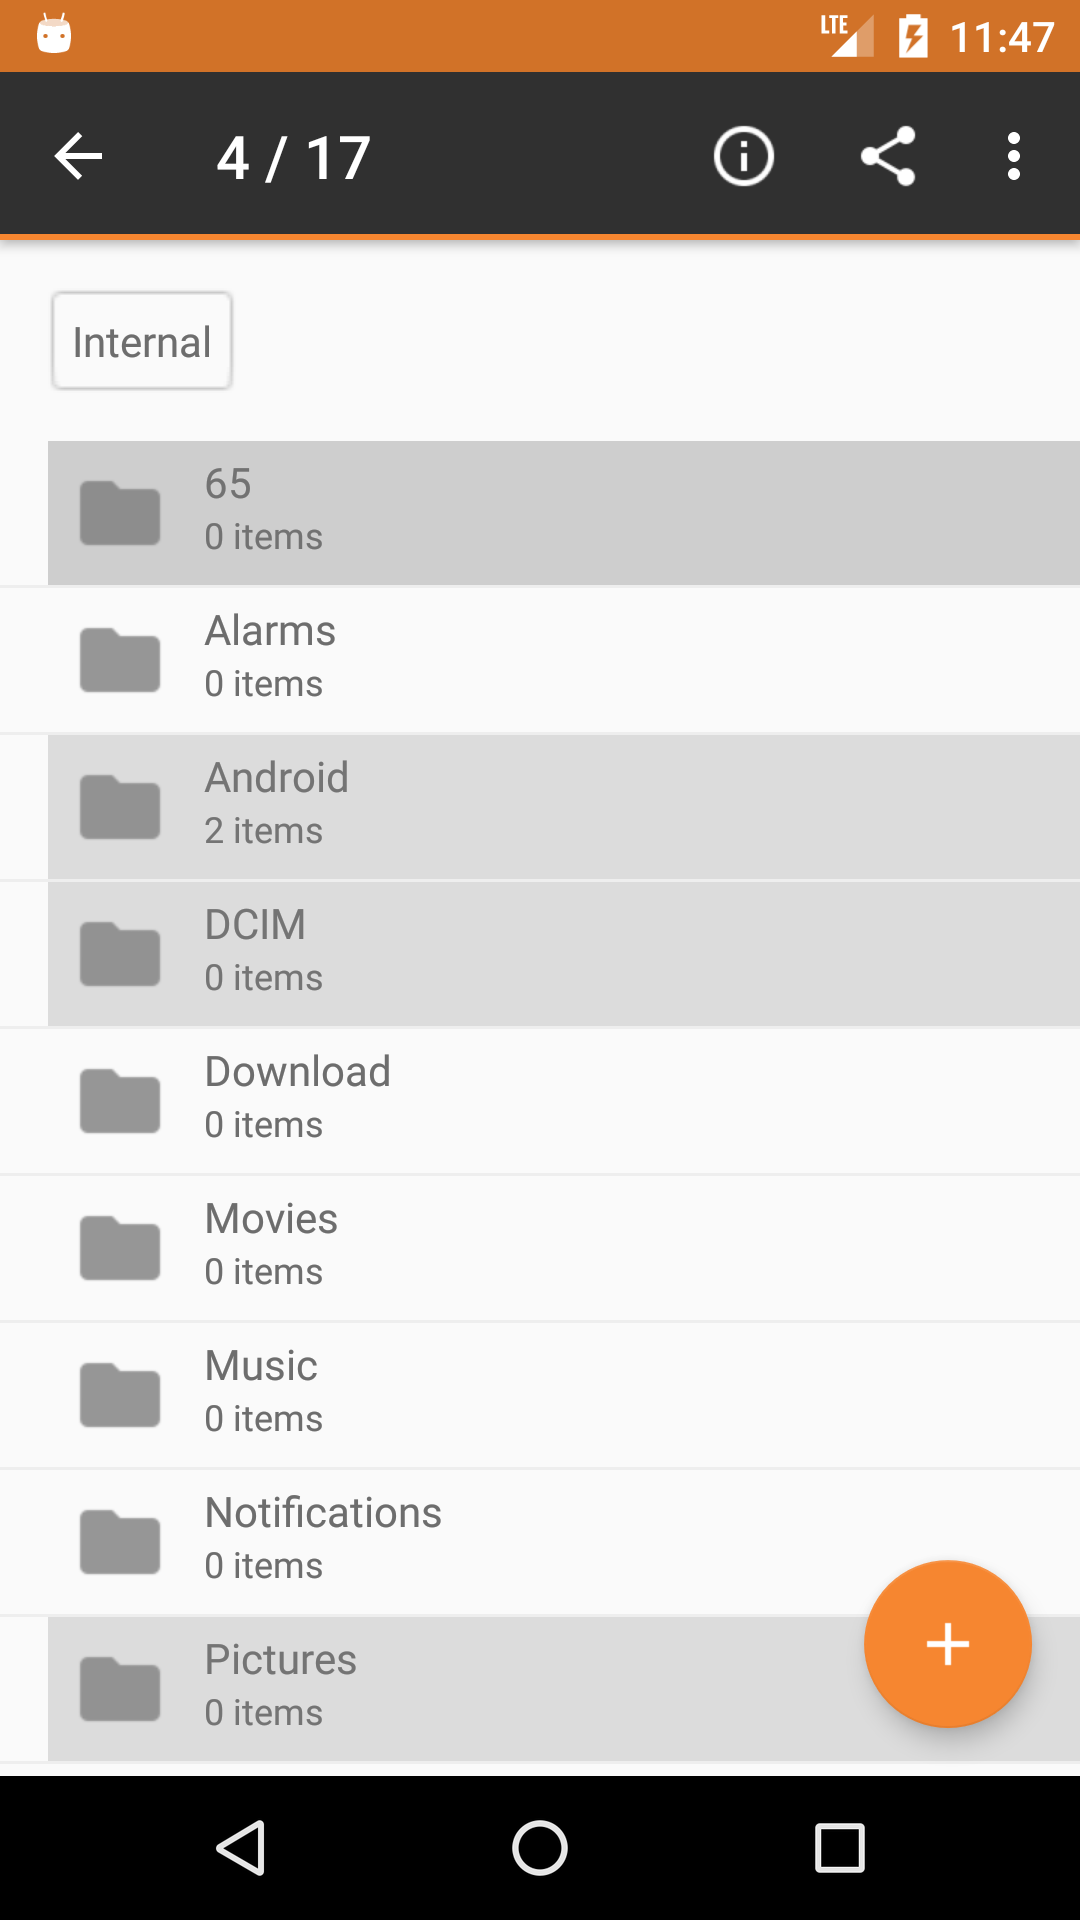 LTE 11:47
4 / 17
Internal
65
0 items
Alarms
0 items
Android
2 items
DCIM
0 items
Download
0 items
Movies
0 items
Music
0 items
Notifications
0 items
Pictures
0 items